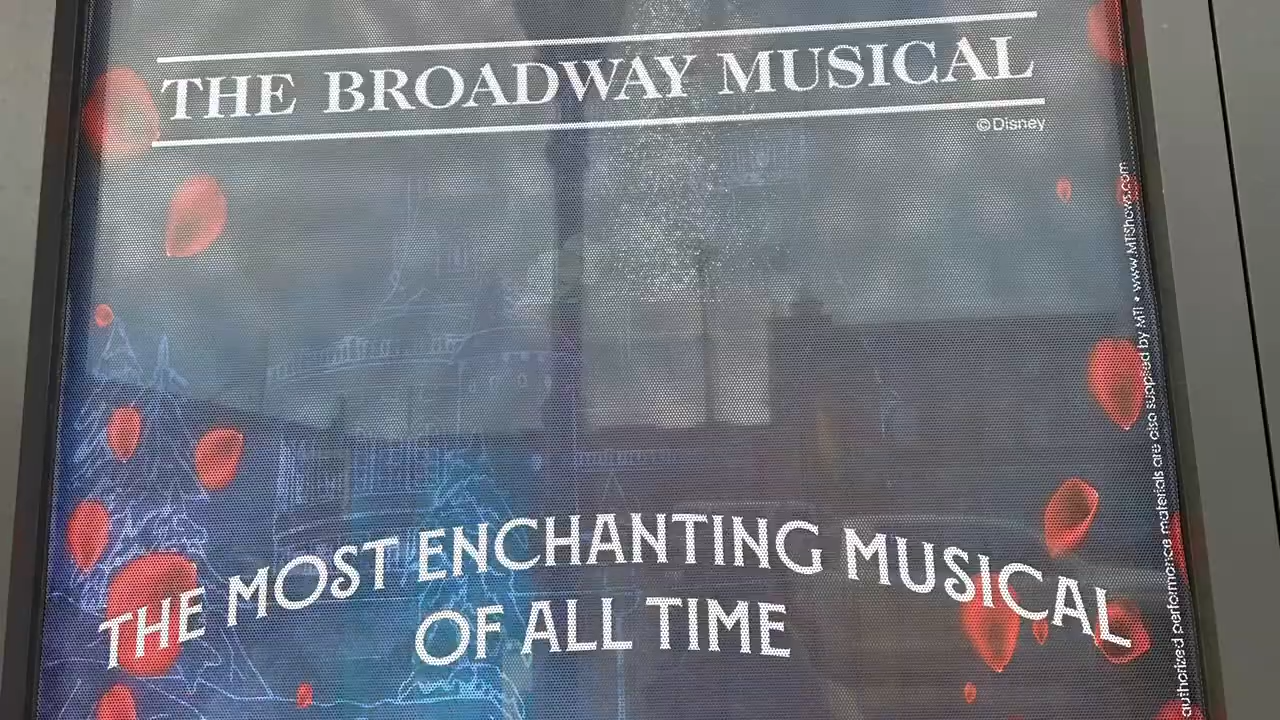 THE BROADWAY MUSICAL
©Disney
THE MOST ENCHANTING MUSICAL
OF ALL TIME
authorized performance materials are also supplied by MTI • www.MTIShows.com